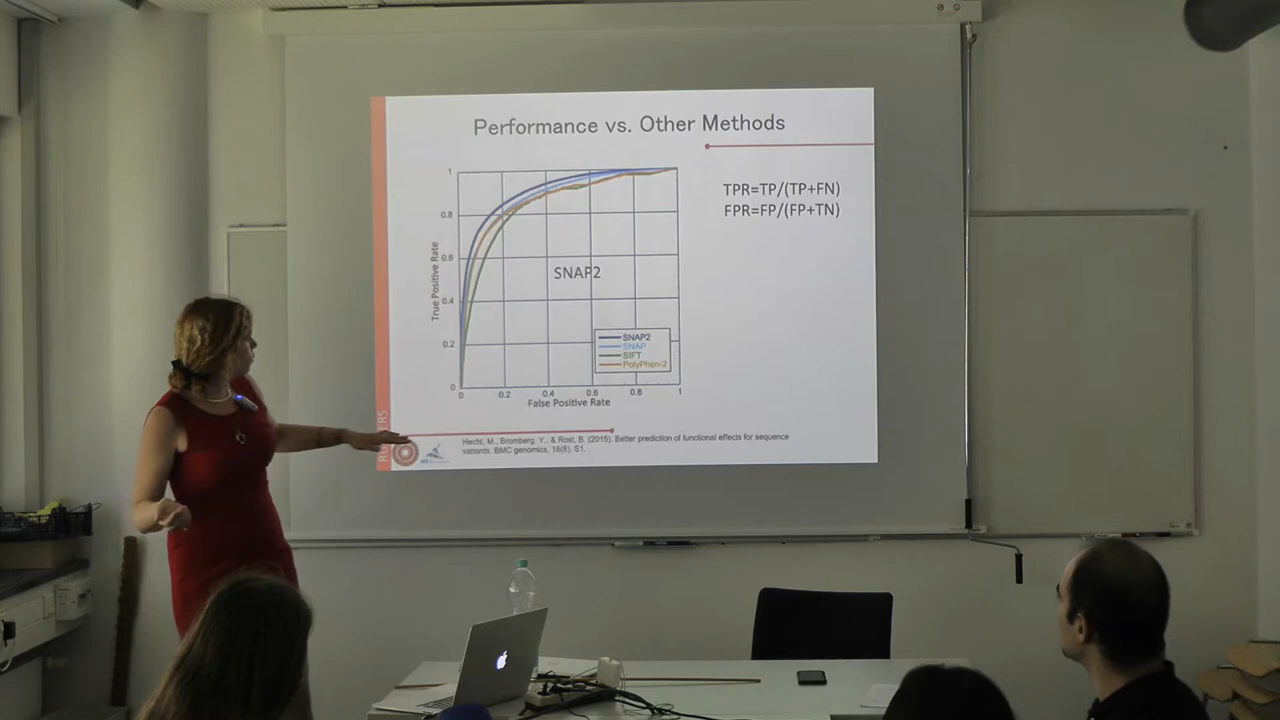 Performance vs. Other Methods
TPR=TP/(TP+FN)
FPR=FP/(FP+TN)
1
0.8
0.6
0.4
0.2
0
True Positive Rate
SNAP2
SNAP2
SNAP
SIFT
PolyPhen-2
0 0.2 0.4 0.6 0.8 1
False Positive Rate
Hecht, M., Bromberg, Y., & Rost, B. (2015). Better prediction of functional effects for sequence
variants. BMC genomics, 16(8), S1.